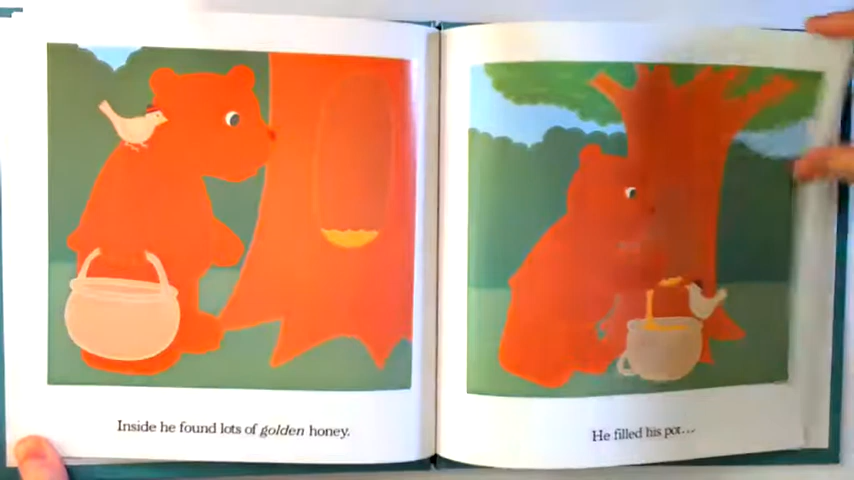 Inside he found lots of golden honey.
He filled his pot...